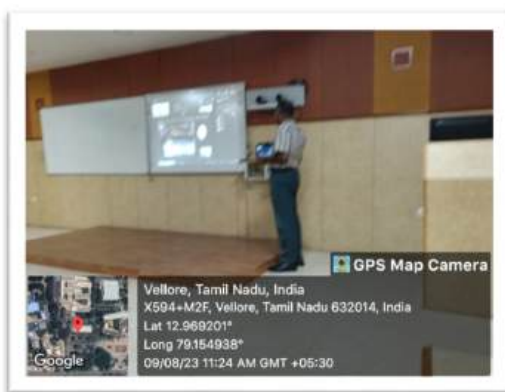 GPS Map Camera
Vellore, Tamil Nadu, India
X594+M2F, Vellore, Tamil Nadu 632014, India
Lat 12.969201°
Long 79.154938°
09/08/23 11:24 AM GMT +05:30
Google